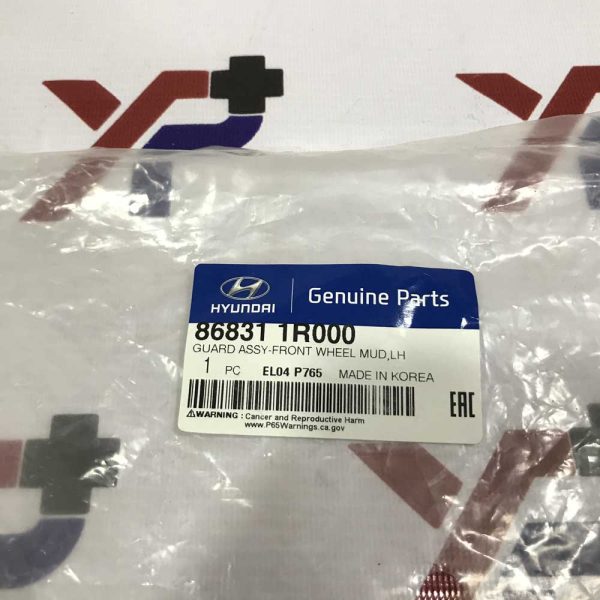 HYUNDAI
Genuine Parts
86831 1R000
GUARD ASSY-FRONT WHEEL MUD,LH
1 PC EL04 P765 MADE IN KOREA
EAC
⚠WARNING : Cancer and Reproductive Harm
www.P65Warnings.ca.gov